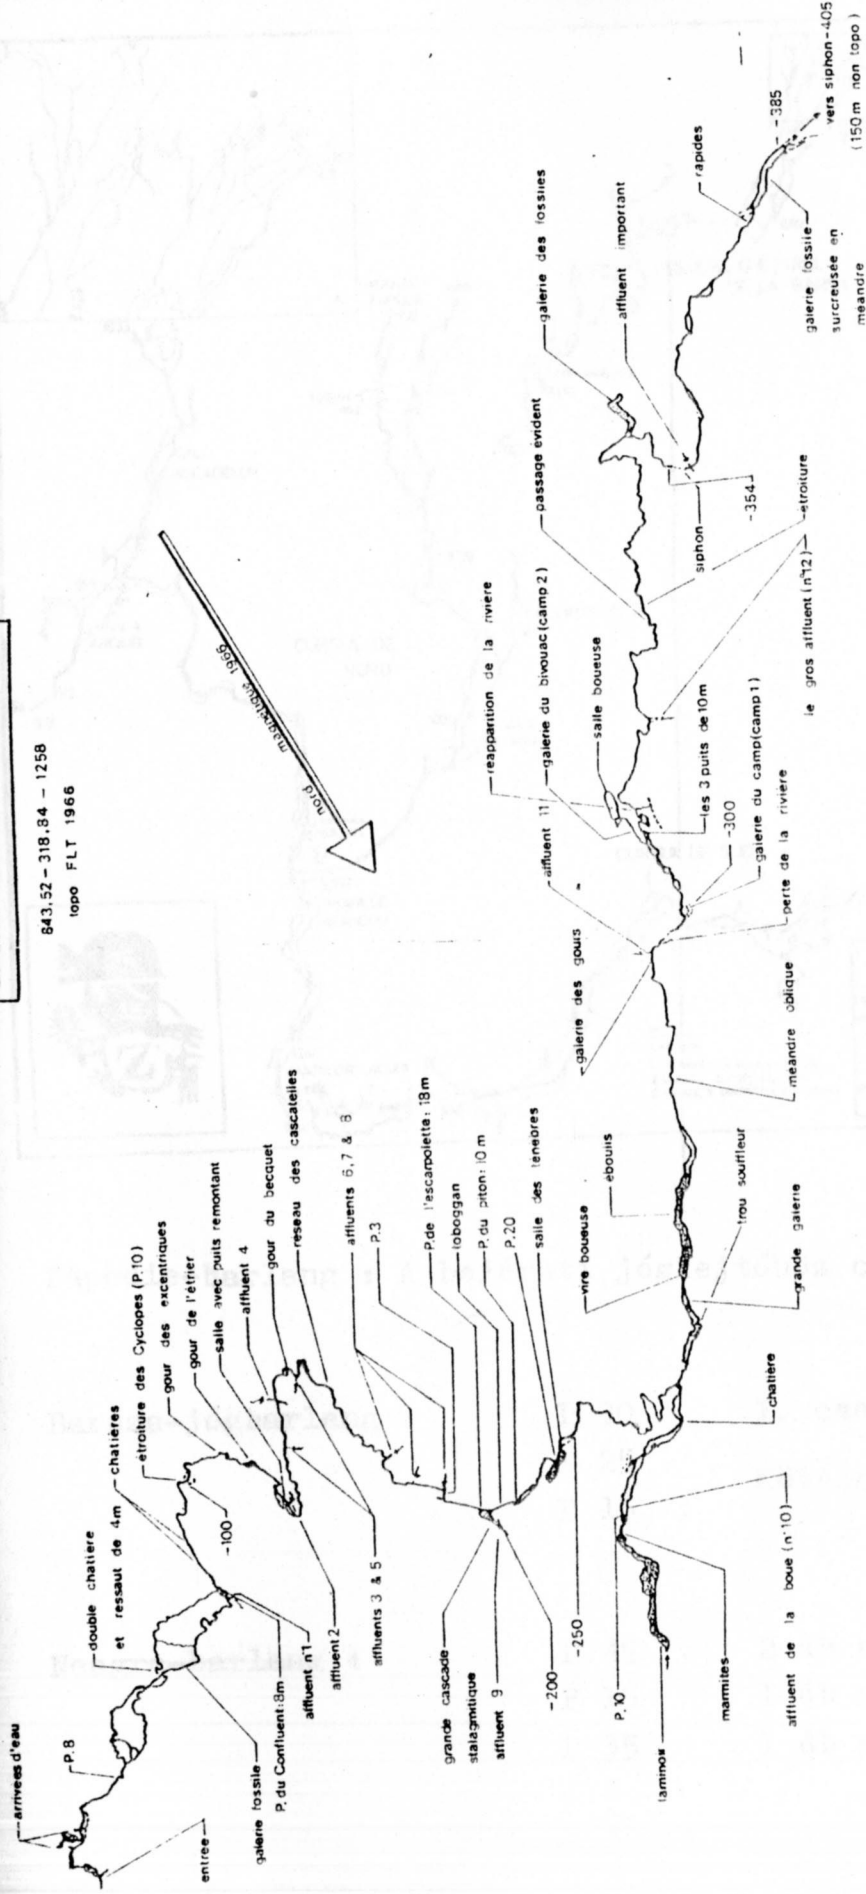 843.52 – 318.84 – 1258
topo FLT 1966
nord magnétique 1966
arrivées d'eau
P.8
entrée
double chatière
et ressaut de 4m
chatières
étroiture des Cyclopes (P.10)
gour des excentriques
gour de l'étrier
salle avec puits remontant
affluent 4
gour du becquet
réseau des cascatelles
affluents 6,7 & 8
P.3
P. de l'escarpolette: 18m
toboggan
P. du piton: 10 m
P.20
salle des ténèbres
galerie fossile
P. du Confluent: 8m
affluent 1
affluent 2
-100
affluents 3 & 5
grande cascade
stalagmitique
affluent 9
-200
-250
P.10
laminoir
marmites
affluent de la boue (n°10)
chatière
grande galerie
trou souffleur
vire boueuse
éboulis
méandre oblique
galerie des gours
affluent 11
perte de la rivière
galerie du camp (camp 1)
-300
les 3 puits de 10m
galerie du bivouac (camp 2)
réapparition de la rivière
salle boueuse
le gros affluent (n°12)
étroiture
passage évident
galerie des fossiles
siphon
-354
affluent important
rapides
galerie fossile
surcreusée en
méandre
-385
vers siphon -405
(150 m non topo)